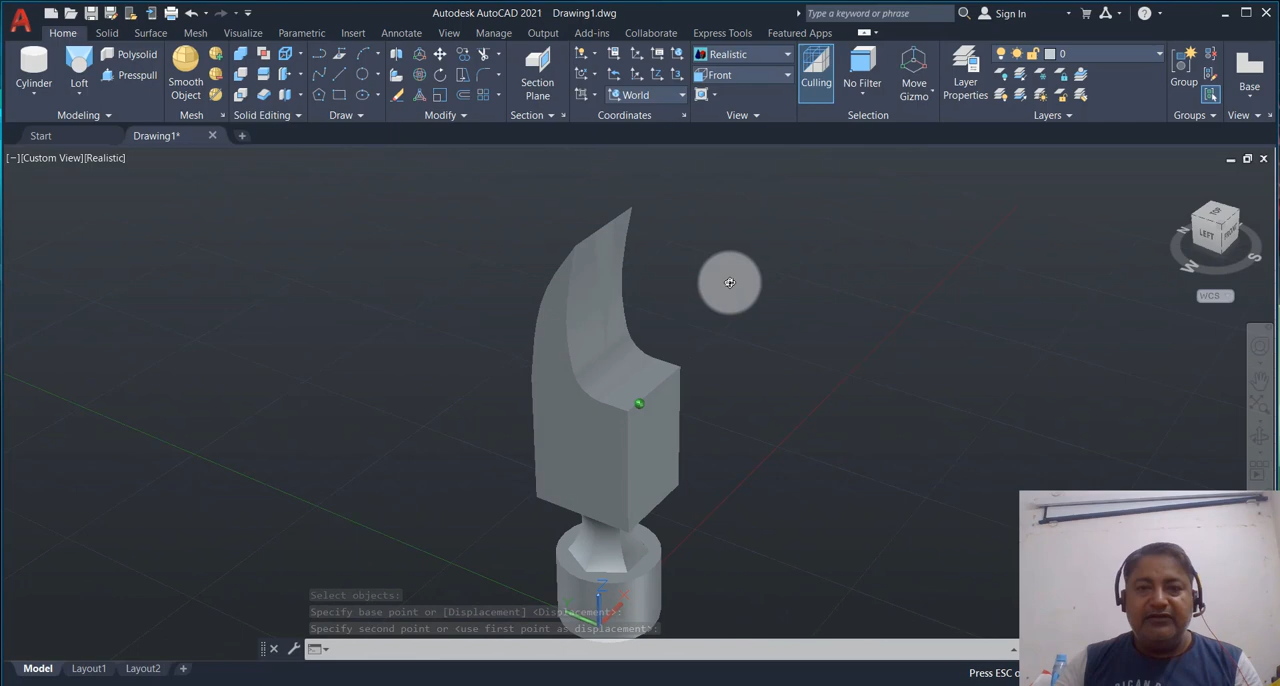 Autodesk AutoCAD 2021 Drawing1.dwg
Type a keyword or phrase
Sign In
Home Solid Surface Mesh Visualize Parametric Insert Annotate View Manage Output Add-ins Collaborate Express Tools Featured Apps
Cylinder
Loft
Polysolid
Presspull
Smooth
Object
Section
Plane
World
Realistic
Front
Culling
No Filter
Move
Gizmo
Layer
Properties
0
Group
Base
Modeling Mesh Solid Editing Draw Modify Section Coordinates View Selection Layers Groups View
Start Drawing1*
[−][Custom View][Realistic]
TOP
LEFT
FRONT
N
S
W
WCS
Select objects:
Specify base point or [Displacement] <Displacement>:
Specify second point or <use first point as displacement>:
Model Layout1 Layout2
Press ESC o